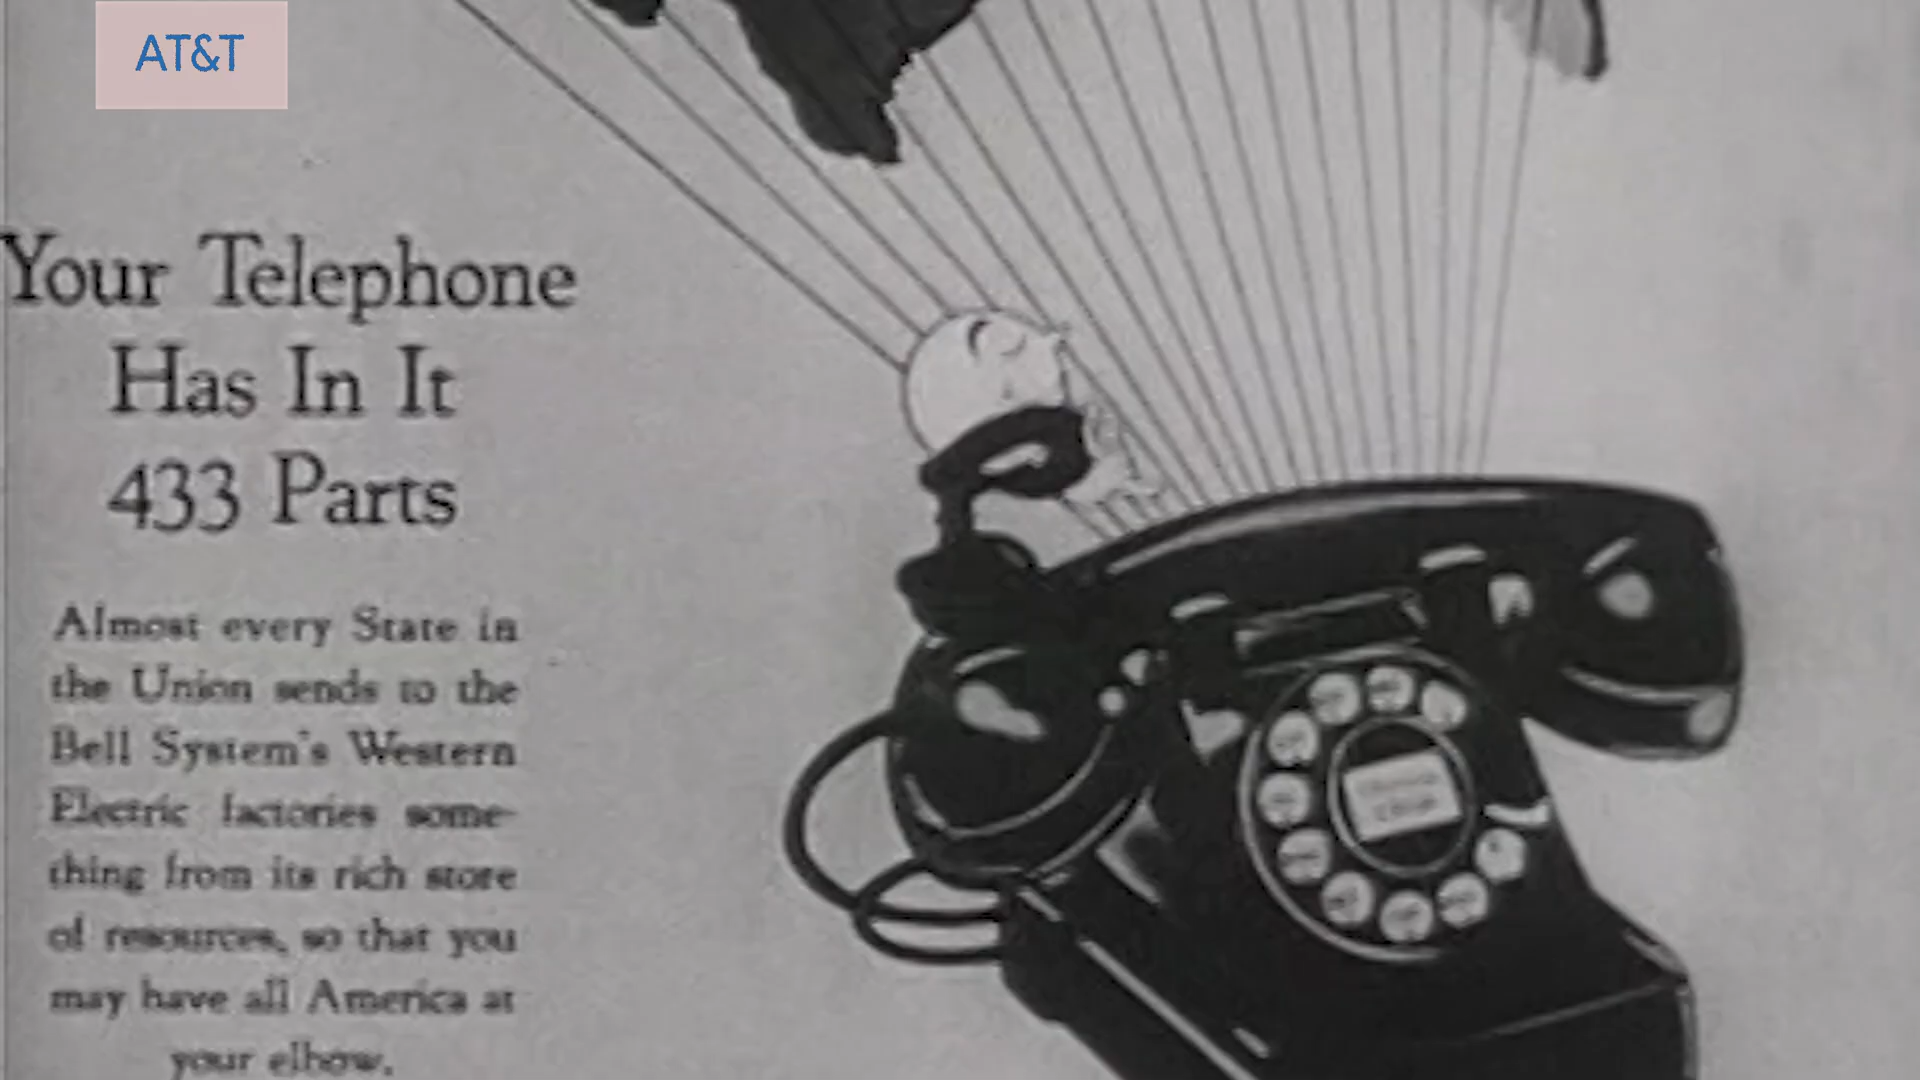 AT&T
Your Telephone
Has In It
433 Parts
Almost every State in
the Union sends to the
Bell System's Western
Electric factories some-
thing from its rich store
of resources, so that you
may have all America at
your elbow.